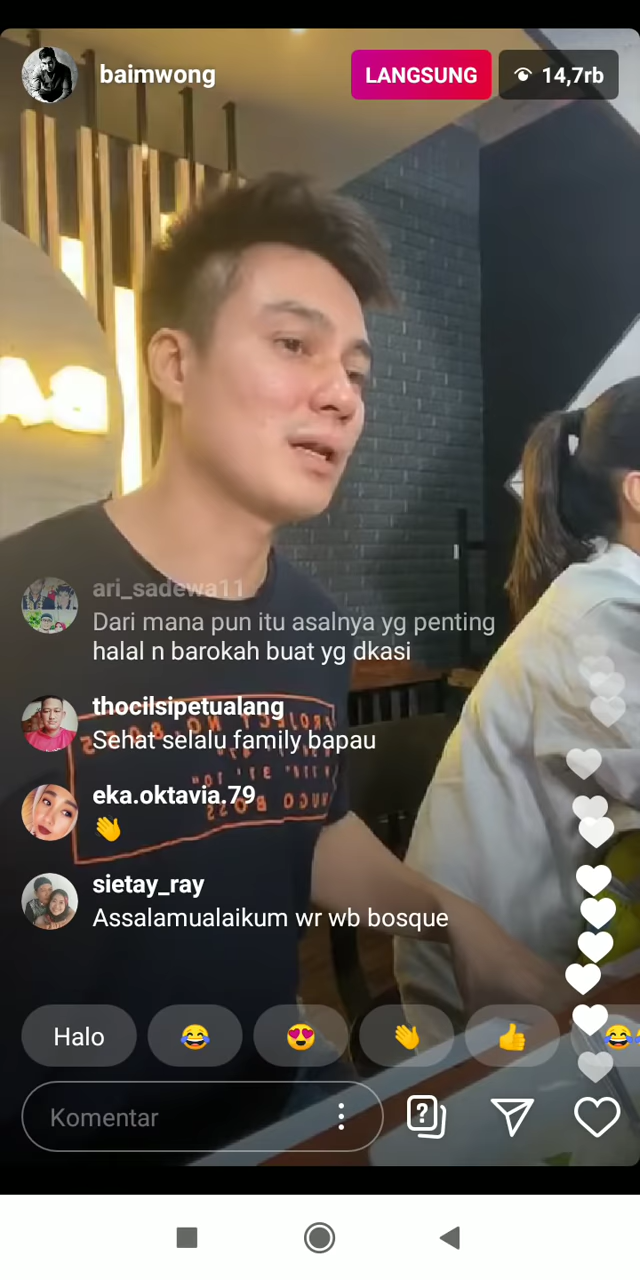 baimwong
LANGSUNG
14,7rb
ari_sadewa11
Dari mana pun itu asalnya yg penting
halal n barokah buat yg dkasi
thocilsipetualang
Sehat selalu family bapau
eka.oktavia.79
👋
sietay_ray
Assalamualaikum wr wb bosque
Halo
Komentar